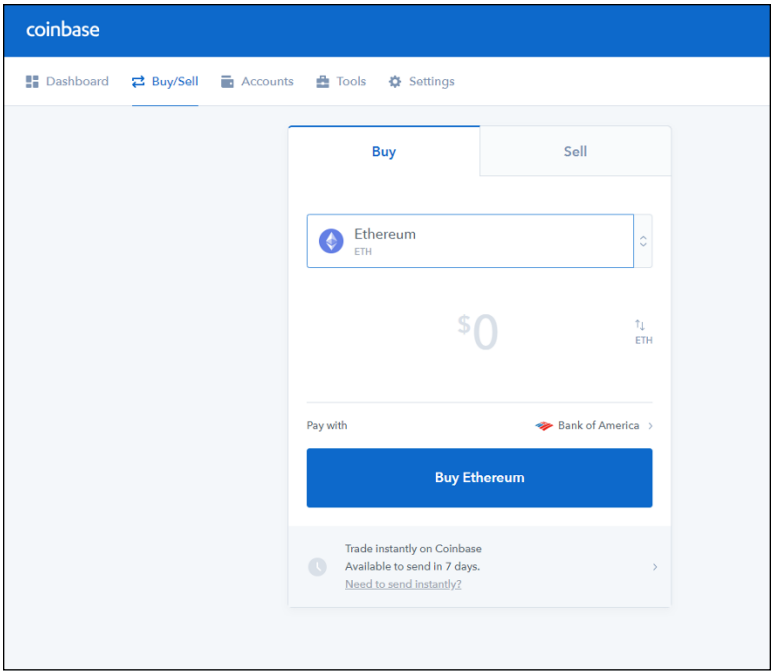 coinbase
Dashboard Buy/Sell Accounts Tools Settings
Buy Sell
Ethereum
ETH
$0
ETH
Pay with Bank of America
Buy Ethereum
Trade instantly on Coinbase
Available to send in 7 days.
Need to send instantly?